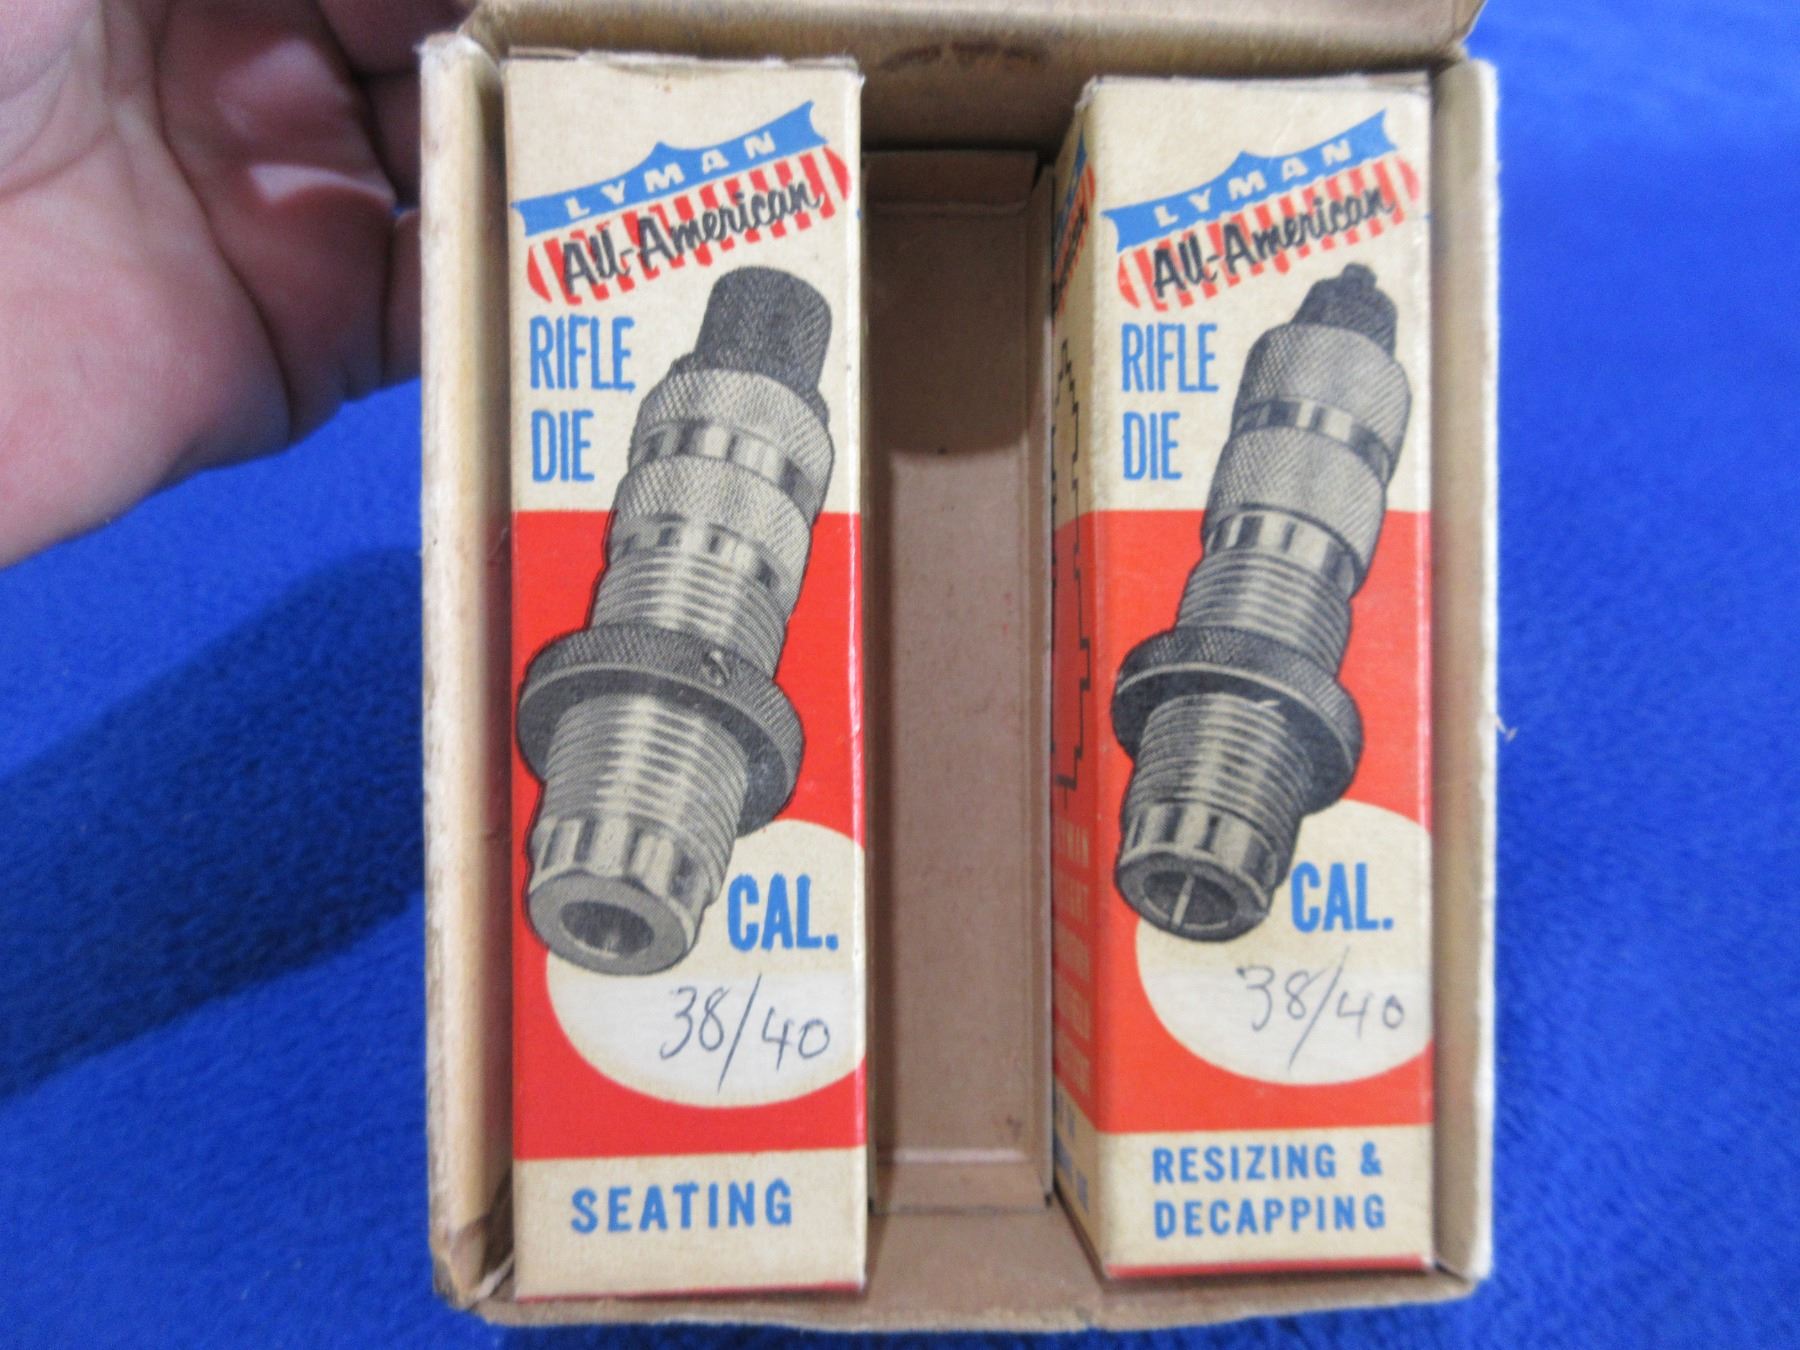 LYMAN
All-American
RIFLE
DIE
CAL.
38/40
SEATING
LYMAN
All-American
RIFLE
DIE
CAL.
38/40
RESIZING &
DECAPPING